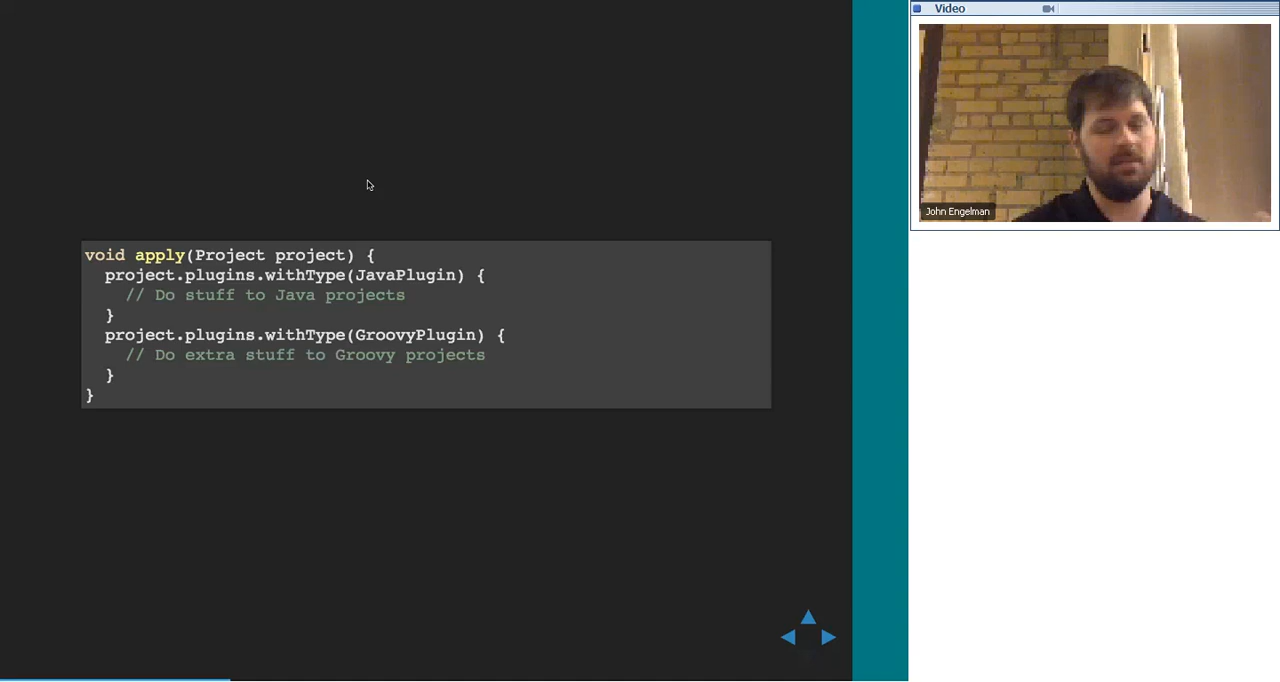 void apply(Project project) {
project.plugins.withType(JavaPlugin) {
// Do stuff to Java projects
}
project.plugins.withType(GroovyPlugin) {
// Do extra stuff to Groovy projects
}
}
Video
John Engelman